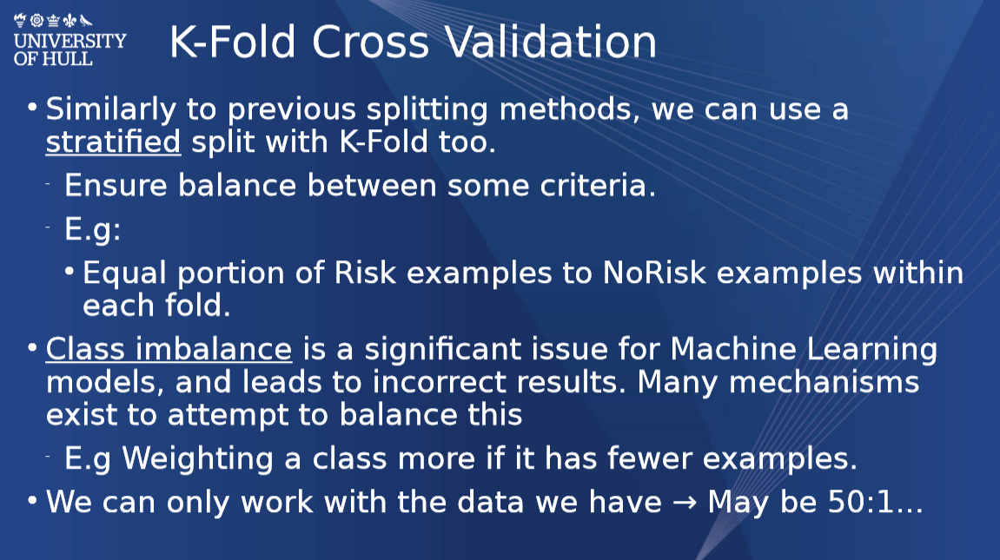 UNIVERSITY
OF HULL
K-Fold Cross Validation
• Similarly to previous splitting methods, we can use a
stratified split with K-Fold too.
- Ensure balance between some criteria.
- E.g:
• Equal portion of Risk examples to NoRisk examples within
each fold.
• Class imbalance is a significant issue for Machine Learning
models, and leads to incorrect results. Many mechanisms
exist to attempt to balance this
- E.g Weighting a class more if it has fewer examples.
• We can only work with the data we have → May be 50:1...